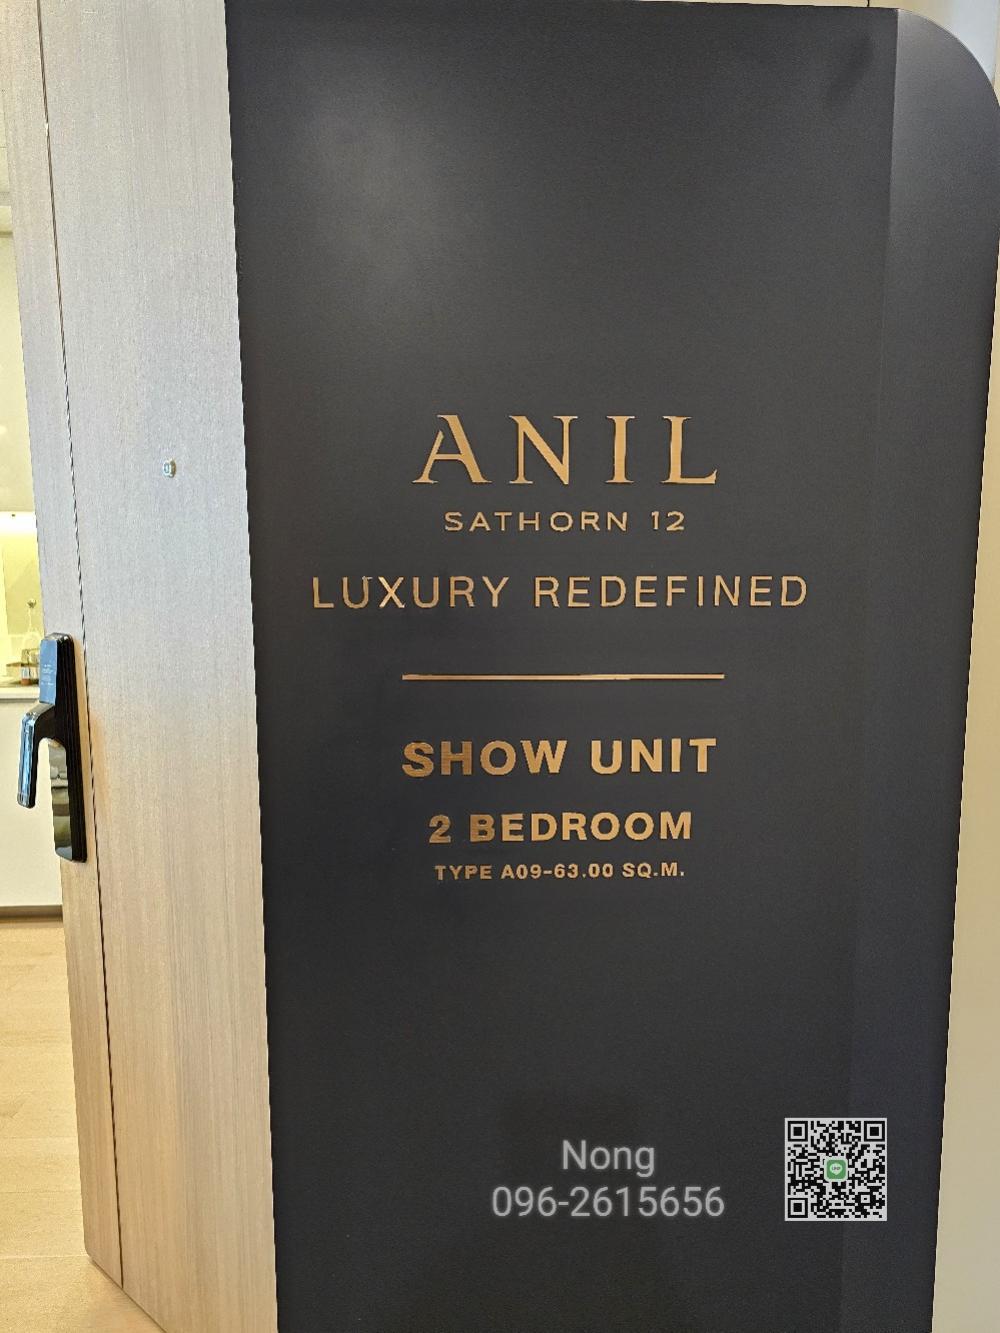 ANIL
SATHORN 12
LUXURY REDEFINED
SHOW UNIT
2 BEDROOM
TYPE A09-63.00 SQ.M.
Nong
096-2615656